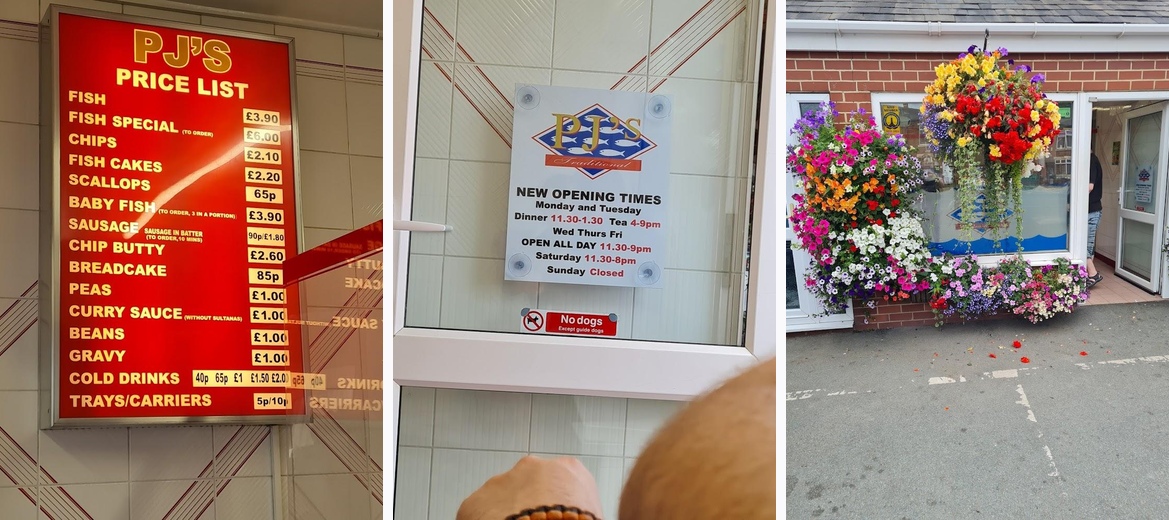 PJ'S
PRICE LIST
FISH £3.90
FISH SPECIAL (TO ORDER) £6.00
CHIPS £2.10
FISH CAKES £2.20
SCALLOPS 65p
BABY FISH (TO ORDER, 3 IN A PORTION) £3.90
SAUSAGE SAUSAGE IN BATTER (TO ORDER, 10 MINS) 90p/£1.80
CHIP BUTTY £2.60
BREADCAKE 85p
PEAS £1.00
CURRY SAUCE (WITHOUT SULTANAS) £1.00
BEANS £1.00
GRAVY £1.00
COLD DRINKS 40p 65p £1 £1.50 £2.00
TRAYS/CARRIERS 5p/10p
PJ'S
Traditional
NEW OPENING TIMES
Monday and Tuesday
Dinner 11.30-1.30 Tea 4-9pm
Wed Thurs Fri
OPEN ALL DAY 11.30-9pm
Saturday 11.30-8pm
Sunday Closed
No dogs
Except guide dogs